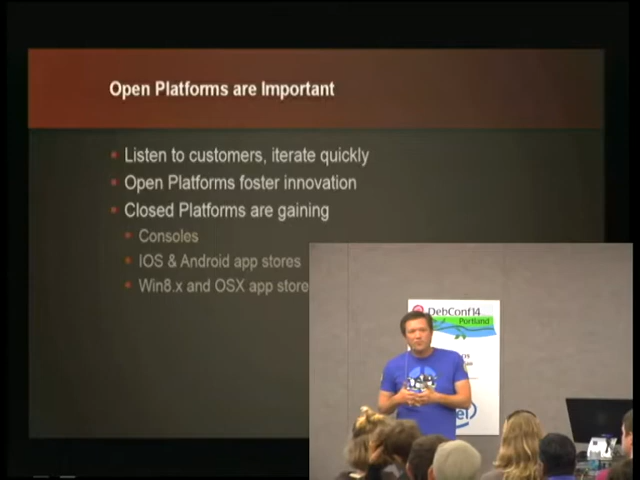 Open Platforms are Important
Listen to customers, iterate quickly
Open Platforms foster innovation
Closed Platforms are gaining
Consoles
IOS & Android app stores
Win8.x and OSX app store
DebConf14
Portland